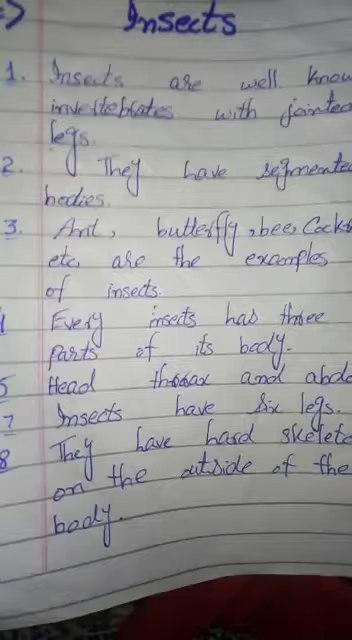 => Insects
1. Insects are well know
invertebrates with jointed
legs.
2. They have segmented
bodies.
3. Ant, butterfly, bee, Cock
etc are the examples
of insects.
4 Every insects has three
parts of its body.
5 Head thorax and abdo
7 Insects have six legs.
8 They have hard skeleto
on the outside of the
body.